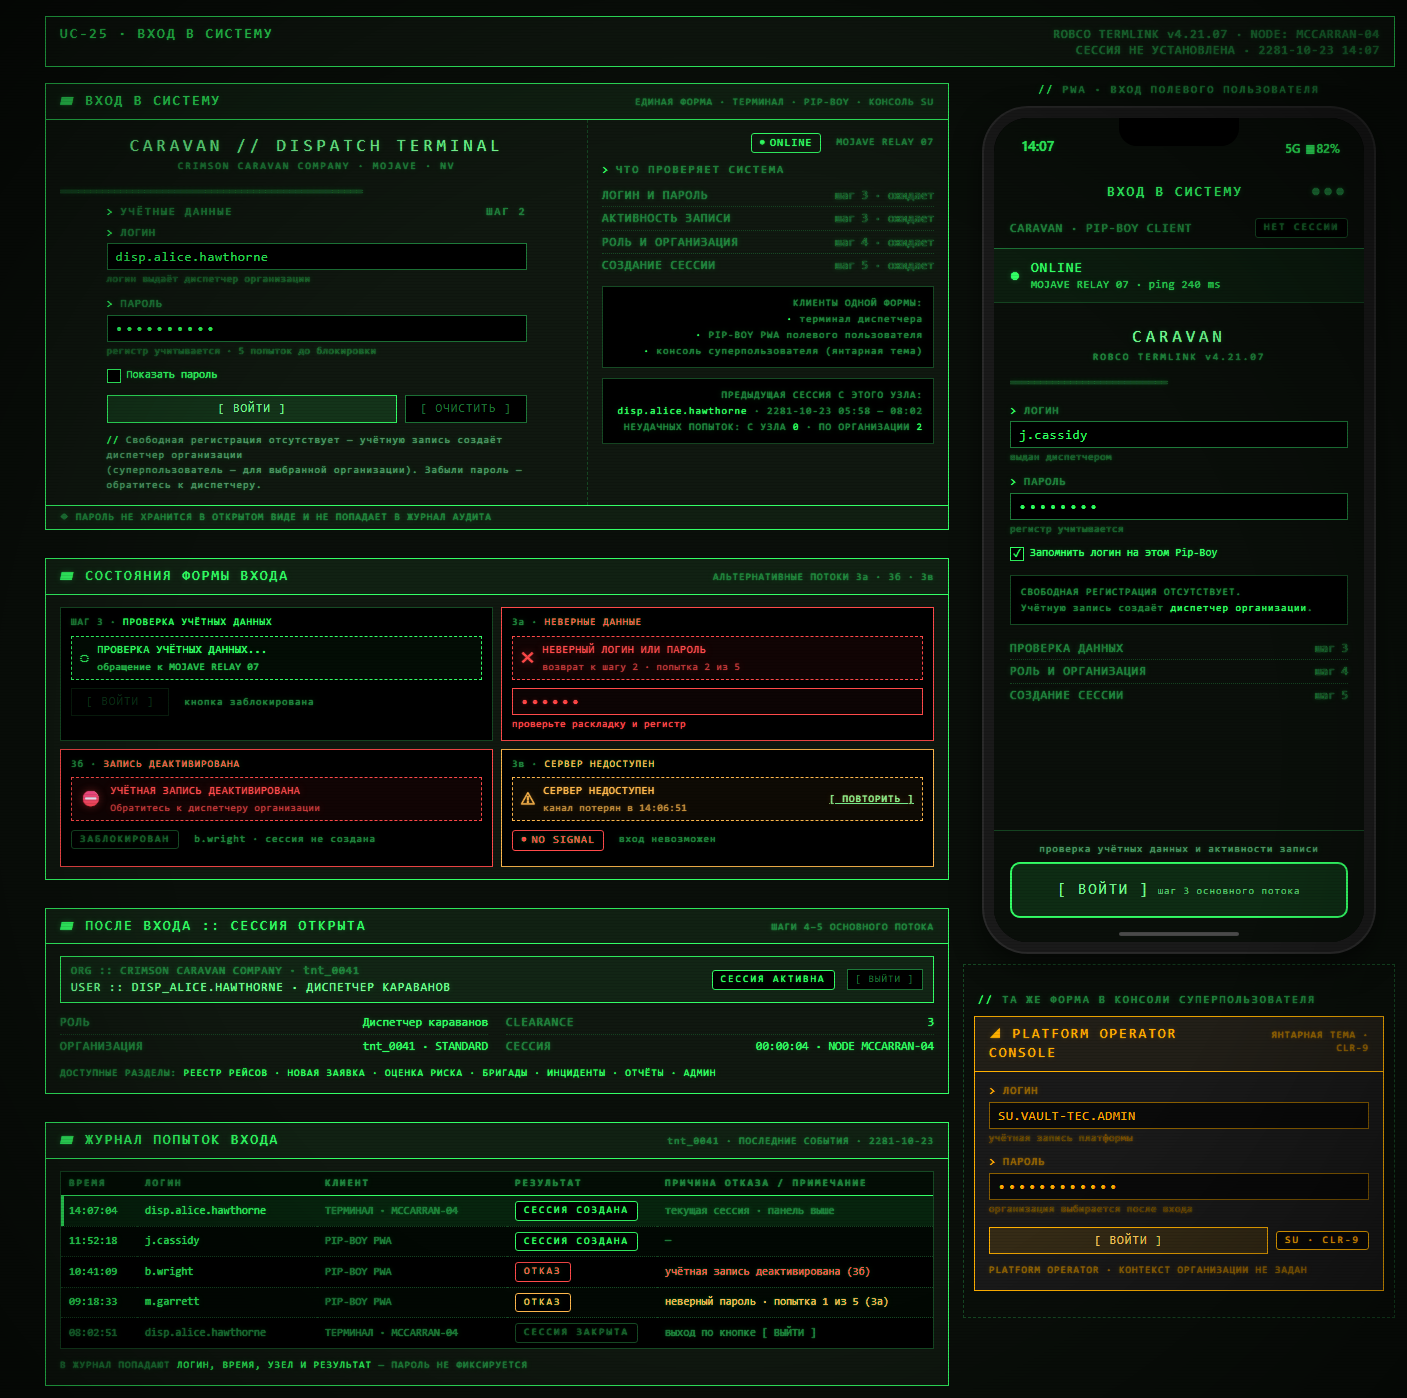 UC-25 · ВХОД В СИСТЕМУ
ROBCO TERMLINK v4.21.07 · NODE: MCCARRAN-04
СЕССИЯ НЕ УСТАНОВЛЕНА · 2281-10-23 14:07
ВХОД В СИСТЕМУ
ЕДИНАЯ ФОРМА · ТЕРМИНАЛ · PIP-BOY · КОНСОЛЬ SU
CARAVAN // DISPATCH TERMINAL
CRIMSON CARAVAN COMPANY · MOJAVE · NV
> УЧЁТНЫЕ ДАННЫЕ
ШАГ 2
> ЛОГИН
disp.alice.hawthorne
логин выдаёт диспетчер организации
> ПАРОЛЬ
••••••••••
регистр учитывается · 5 попыток до блокировки
Показать пароль
[ ВОЙТИ ]
[ ОЧИСТИТЬ ]
// Свободная регистрация отсутствует — учётную запись создаёт
диспетчер организации
(суперпользователь — для выбранной организации). Забыли пароль —
обратитесь к диспетчеру.
● ONLINE
MOJAVE RELAY 07
> ЧТО ПРОВЕРЯЕТ СИСТЕМА
ЛОГИН И ПАРОЛЬ
шаг 3 · ожидает
АКТИВНОСТЬ ЗАПИСИ
шаг 3 · ожидает
РОЛЬ И ОРГАНИЗАЦИЯ
шаг 4 · ожидает
СОЗДАНИЕ СЕССИИ
шаг 5 · ожидает
КЛИЕНТЫ ОДНОЙ ФОРМЫ:
· терминал диспетчера
· PIP-BOY PWA полевого пользователя
· консоль суперпользователя (янтарная тема)
ПРЕДЫДУЩАЯ СЕССИЯ С ЭТОГО УЗЛА:
disp.alice.hawthorne · 2281-10-23 05:58 — 08:02
НЕУДАЧНЫХ ПОПЫТОК: С УЗЛА 0 · ПО ОРГАНИЗАЦИИ 2
ПАРОЛЬ НЕ ХРАНИТСЯ В ОТКРЫТОМ ВИДЕ И НЕ ПОПАДАЕТ В ЖУРНАЛ АУДИТА
СОСТОЯНИЯ ФОРМЫ ВХОДА
АЛЬТЕРНАТИВНЫЕ ПОТОКИ 3а · 3б · 3в
ШАГ 3 · ПРОВЕРКА УЧЁТНЫХ ДАННЫХ
ПРОВЕРКА УЧЁТНЫХ ДАННЫХ...
обращение к MOJAVE RELAY 07
[ ВОЙТИ ]
кнопка заблокирована
3а · НЕВЕРНЫЕ ДАННЫЕ
НЕВЕРНЫЙ ЛОГИН ИЛИ ПАРОЛЬ
возврат к шагу 2 · попытка 2 из 5
••••••
проверьте раскладку и регистр
3б · ЗАПИСЬ ДЕАКТИВИРОВАНА
УЧЁТНАЯ ЗАПИСЬ ДЕАКТИВИРОВАНА
Обратитесь к диспетчеру организации
ЗАБЛОКИРОВАН
b.wright · сессия не создана
3в · СЕРВЕР НЕДОСТУПЕН
СЕРВЕР НЕДОСТУПЕН
канал потерян в 14:06:51
[ ПОВТОРИТЬ ]
● NO SIGNAL
вход невозможен
ПОСЛЕ ВХОДА :: СЕССИЯ ОТКРЫТА
ШАГИ 4–5 ОСНОВНОГО ПОТОКА
ORG :: CRIMSON CARAVAN COMPANY · tnt_0041
USER :: DISP_ALICE.HAWTHORNE · ДИСПЕТЧЕР КАРАВАНОВ
СЕССИЯ АКТИВНА
[ ВЫЙТИ ]
РОЛЬ
Диспетчер караванов
CLEARANCE
3
ОРГАНИЗАЦИЯ
tnt_0041 · STANDARD
СЕССИЯ
00:00:04 · NODE MCCARRAN-04
ДОСТУПНЫЕ РАЗДЕЛЫ: РЕЕСТР РЕЙСОВ · НОВАЯ ЗАЯВКА · ОЦЕНКА РИСКА · БРИГАДЫ · ИНЦИДЕНТЫ · ОТЧЁТЫ · АДМИН
ЖУРНАЛ ПОПЫТОК ВХОДА
tnt_0041 · ПОСЛЕДНИЕ СОБЫТИЯ · 2281-10-23
ВРЕМЯ ЛОГИН КЛИЕНТ РЕЗУЛЬТАТ ПРИЧИНА ОТКАЗА / ПРИМЕЧАНИЕ
14:07:04 disp.alice.hawthorne ТЕРМИНАЛ · MCCARRAN-04 СЕССИЯ СОЗДАНА текущая сессия · панель выше
11:52:18 j.cassidy PIP-BOY PWA СЕССИЯ СОЗДАНА —
10:41:09 b.wright PIP-BOY PWA ОТКАЗ учётная запись деактивирована (3б)
09:18:33 m.garrett PIP-BOY PWA ОТКАЗ неверный пароль · попытка 1 из 5 (3а)
08:02:51 disp.alice.hawthorne ТЕРМИНАЛ · MCCARRAN-04 СЕССИЯ ЗАКРЫТА выход по кнопке [ ВЫЙТИ ]
В ЖУРНАЛ ПОПАДАЮТ ЛОГИН, ВРЕМЯ, УЗЕЛ И РЕЗУЛЬТАТ — ПАРОЛЬ НЕ ФИКСИРУЕТСЯ
// PWA · ВХОД ПОЛЕВОГО ПОЛЬЗОВАТЕЛЯ
14:07
5G ▦82%
ВХОД В СИСТЕМУ
●●●
CARAVAN · PIP-BOY CLIENT
НЕТ СЕССИИ
ONLINE
MOJAVE RELAY 07 · ping 240 ms
CARAVAN
ROBCO TERMLINK v4.21.07
> ЛОГИН
j.cassidy
выдан диспетчером
> ПАРОЛЬ
••••••••
регистр учитывается
Запомнить логин на этом Pip-Boy
СВОБОДНАЯ РЕГИСТРАЦИЯ ОТСУТСТВУЕТ.
Учётную запись создаёт диспетчер организации.
ПРОВЕРКА ДАННЫХ
шаг 3
РОЛЬ И ОРГАНИЗАЦИЯ
шаг 4
СОЗДАНИЕ СЕССИИ
шаг 5
проверка учётных данных и активности записи
[ ВОЙТИ ] шаг 3 основного потока
// ТА ЖЕ ФОРМА В КОНСОЛИ СУПЕРПОЛЬЗОВАТЕЛЯ
PLATFORM OPERATOR
CONSOLE
ЯНТАРНАЯ ТЕМА ·
CLR-9
> ЛОГИН
SU.VAULT-TEC.ADMIN
учётная запись платформы
> ПАРОЛЬ
••••••••••••
организация выбирается после входа
[ ВОЙТИ ]
SU · CLR-9
PLATFORM OPERATOR · КОНТЕКСТ ОРГАНИЗАЦИИ НЕ ЗАДАН